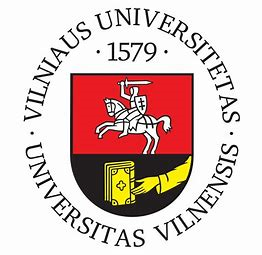 · VILNIAUS UNIVERSITETAS ·
· 1579 ·
UNIVERSITAS VILNENSIS